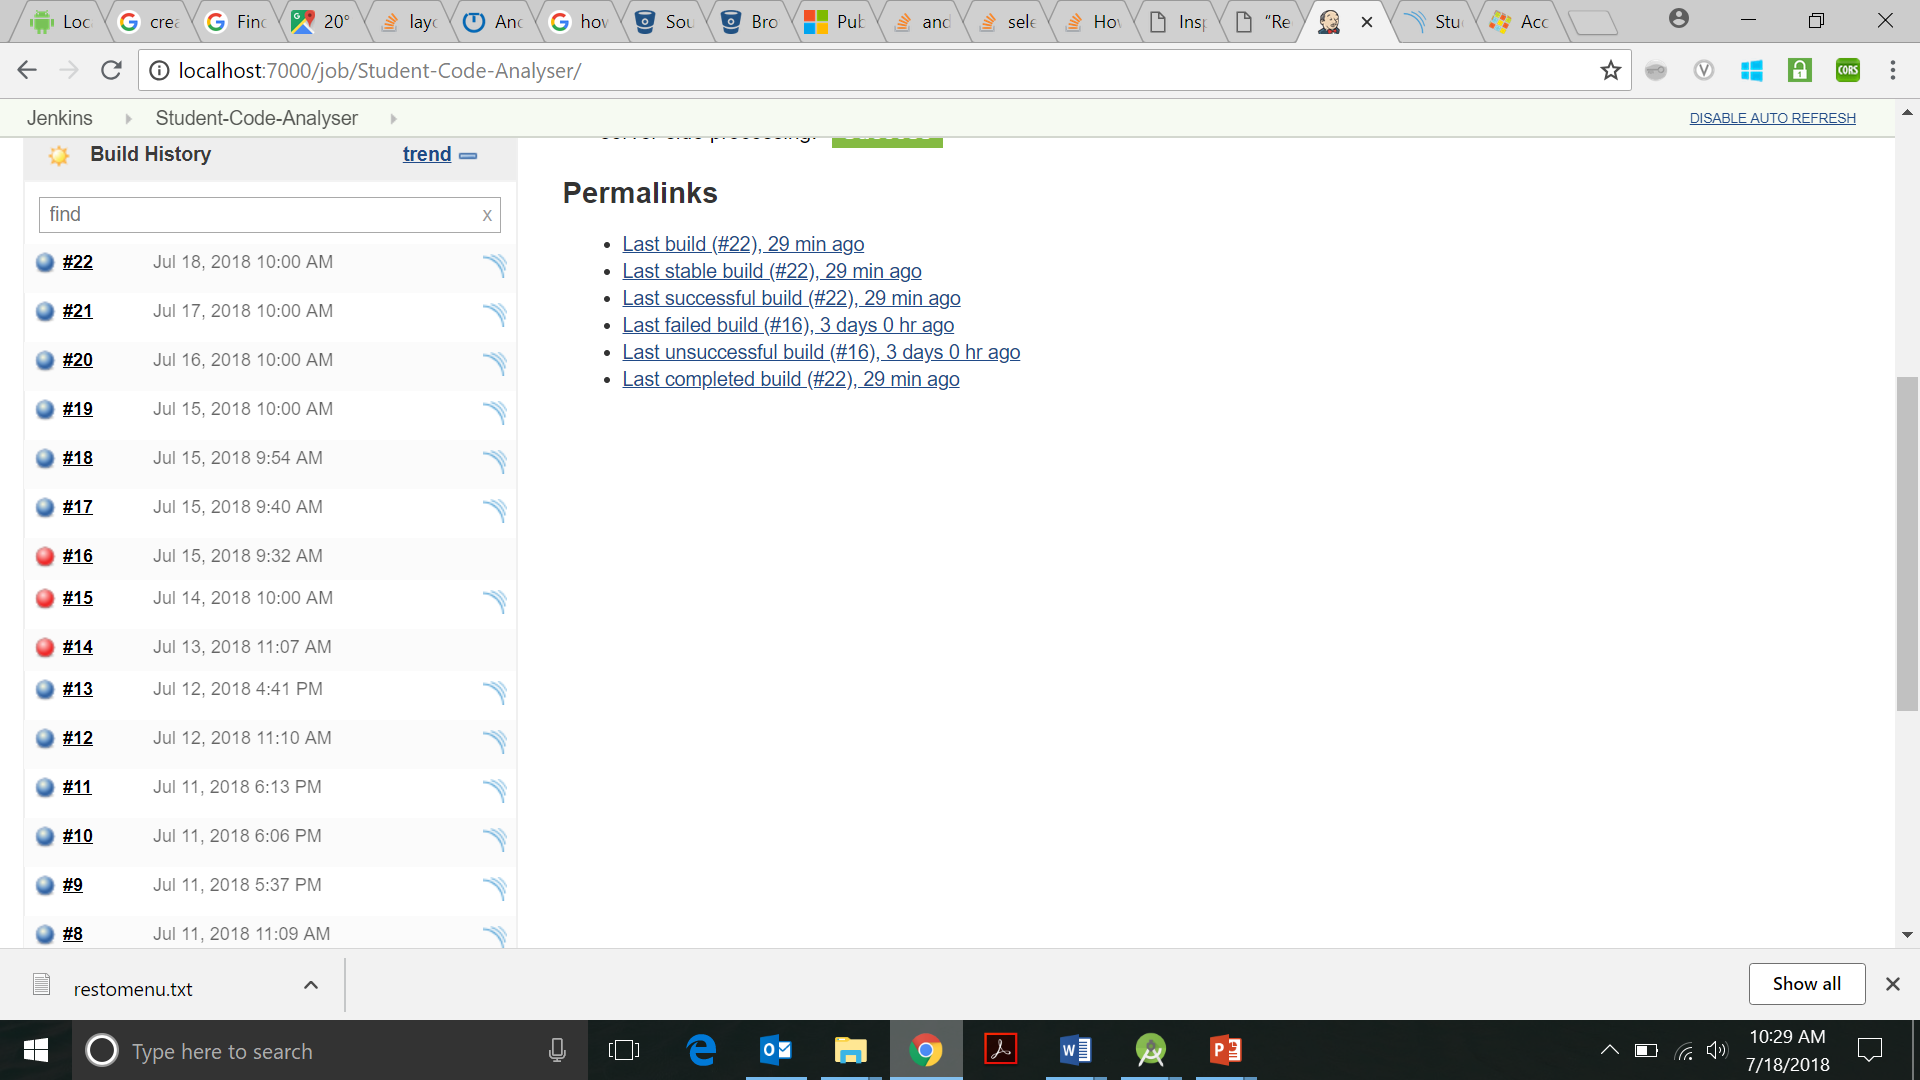 Loc
crea
Finc
20°
layc
Anc
how
Sou
Bro
Pub
and
sele
Hov
Insp
“Re
Stu
Acc
localhost:7000/job/Student-Code-Analyser/
CORS
Jenkins Student-Code-Analyser DISABLE AUTO REFRESH
Build History trend
find x
#22 Jul 18, 2018 10:00 AM
#21 Jul 17, 2018 10:00 AM
#20 Jul 16, 2018 10:00 AM
#19 Jul 15, 2018 10:00 AM
#18 Jul 15, 2018 9:54 AM
#17 Jul 15, 2018 9:40 AM
#16 Jul 15, 2018 9:32 AM
#15 Jul 14, 2018 10:00 AM
#14 Jul 13, 2018 11:07 AM
#13 Jul 12, 2018 4:41 PM
#12 Jul 12, 2018 11:10 AM
#11 Jul 11, 2018 6:13 PM
#10 Jul 11, 2018 6:06 PM
#9 Jul 11, 2018 5:37 PM
#8 Jul 11, 2018 11:09 AM
Permalinks
Last build (#22), 29 min ago
Last stable build (#22), 29 min ago
Last successful build (#22), 29 min ago
Last failed build (#16), 3 days 0 hr ago
Last unsuccessful build (#16), 3 days 0 hr ago
Last completed build (#22), 29 min ago
restomenu.txt
Show all
Type here to search
10:29 AM
7/18/2018